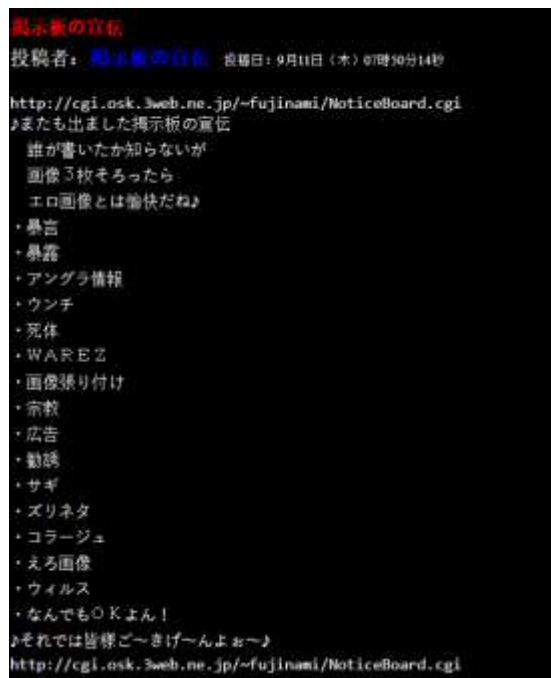 掲示板の宣伝
投稿者: 掲示板の宣伝 投稿日: 9月11日 (木) 07時50分14秒
http://cgi.osk.3web.ne.jp/~fujinami/NoticeBoard.cgi
♪またも出ました掲示板の宣伝
誰が書いたか知らないが
画像3枚そろったら
エロ画像とは愉快だね♪
・暴言
・暴露
・アングラ情報
・ウンチ
・死体
・WAREZ
・画像張り付け
・宗教
・広告
・勧誘
・サギ
・ズリネタ
・コラージュ
・えろ画像
・ウィルス
・なんでもOKよん！
♪それでは皆様ご〜きげ〜んよぉ〜♪
http://cgi.osk.3web.ne.jp/~fujinami/NoticeBoard.cgi